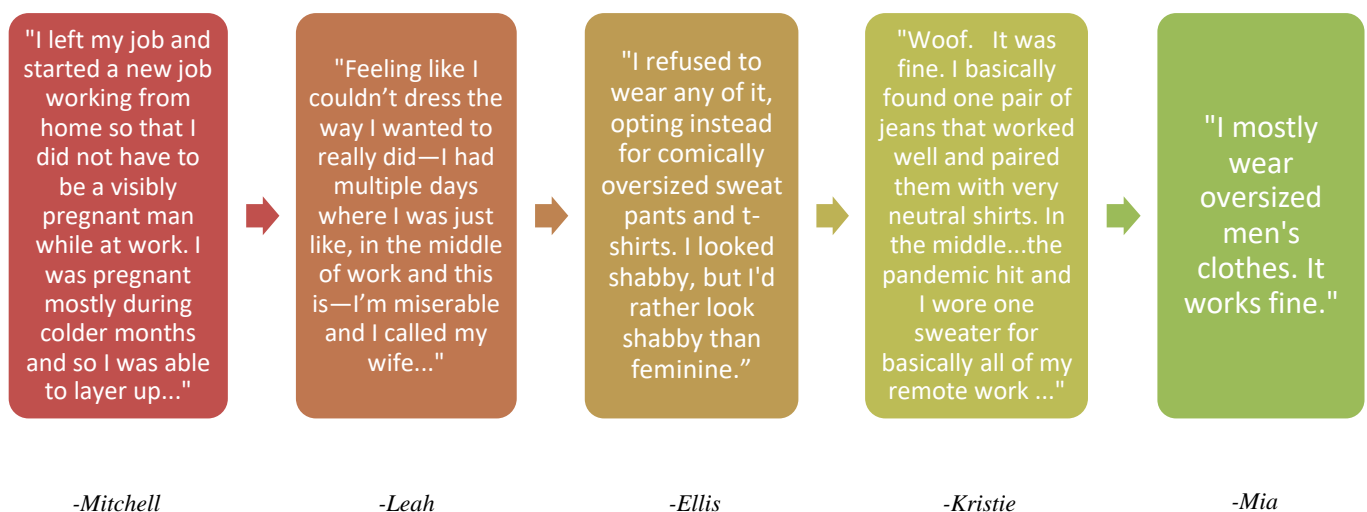 "I left my job and
started a new job
working from
home so that I
did not have to
be a visibly
pregnant man
while at work. I
was pregnant
mostly during
colder months
and so I was able
to layer up..."
"Feeling like I
couldn’t dress the
way I wanted to
really did—I had
multiple days
where I was just
like, in the middle
of work and this
is—I’m miserable
and I called my
wife..."
"I refused to
wear any of it,
opting instead
for comically
oversized sweat
pants and t-
shirts. I looked
shabby, but I'd
rather look
shabby than
feminine.”
"Woof. It was
fine. I basically
found one pair of
jeans that worked
well and paired
them with very
neutral shirts. In
the middle...the
pandemic hit and
I wore one
sweater for
basically all of my
remote work ..."
"I mostly
wear
oversized
men's
clothes. It
works fine."
-Mitchell
-Leah
-Ellis
-Kristie
-Mia